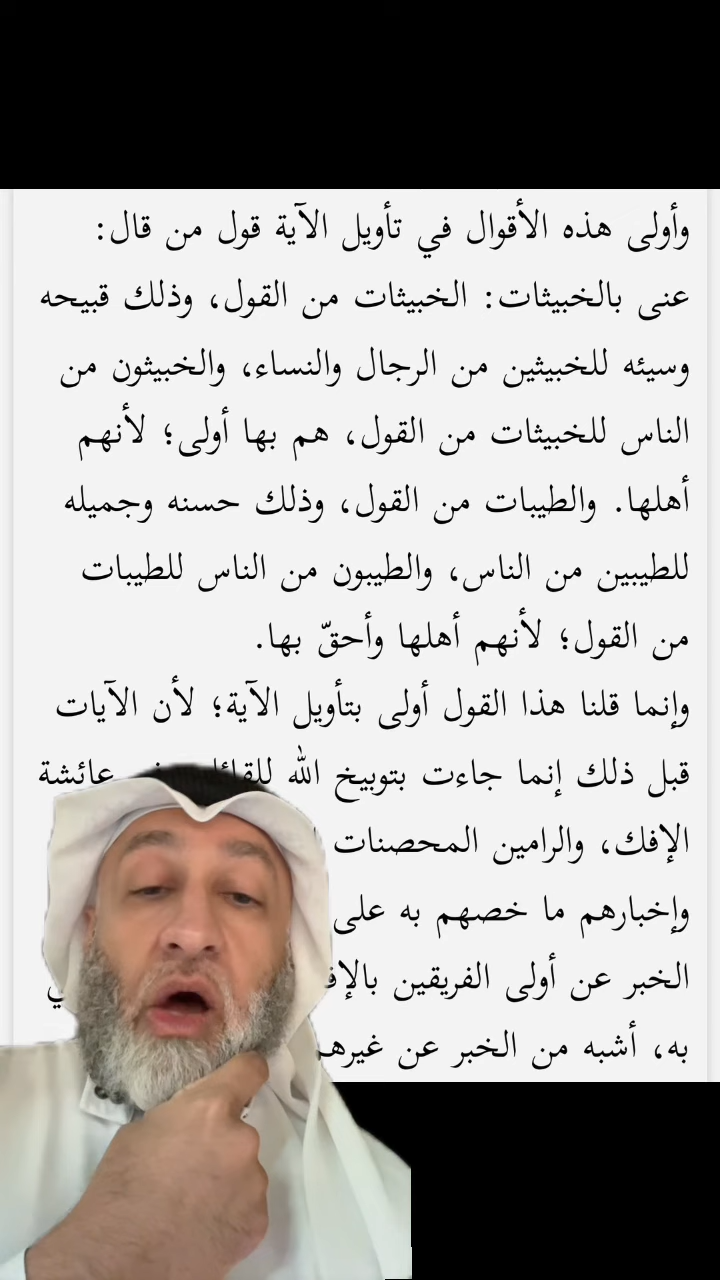 وأولى هذه الأقوال في تأويل الآية قول من قال:
عنى بالخبيثات: الخبيثات من القول، وذلك قبيحه
وسيئه للخبيثين من الرجال والنساء، والخبيثون من
الناس للخبيثات من القول، هم بها أولى؛ لأنهم
أهلها. والطيبات من القول، وذلك حسنه وجميله
للطيبين من الناس، والطيبون من الناس للطيبات
من القول؛ لأنهم أهلها وأحقّ بها.
وإنما قلنا هذا القول أولى بتأويل الآية؛ لأن الآيات
قبل ذلك إنما جاءت بتوبيخ الله عائشة
الإفك، والرامين المحصنات
وإخبارهم ما خصهم به على
الخبر عن أولى الفريقين
به، أشبه من الخبر عن